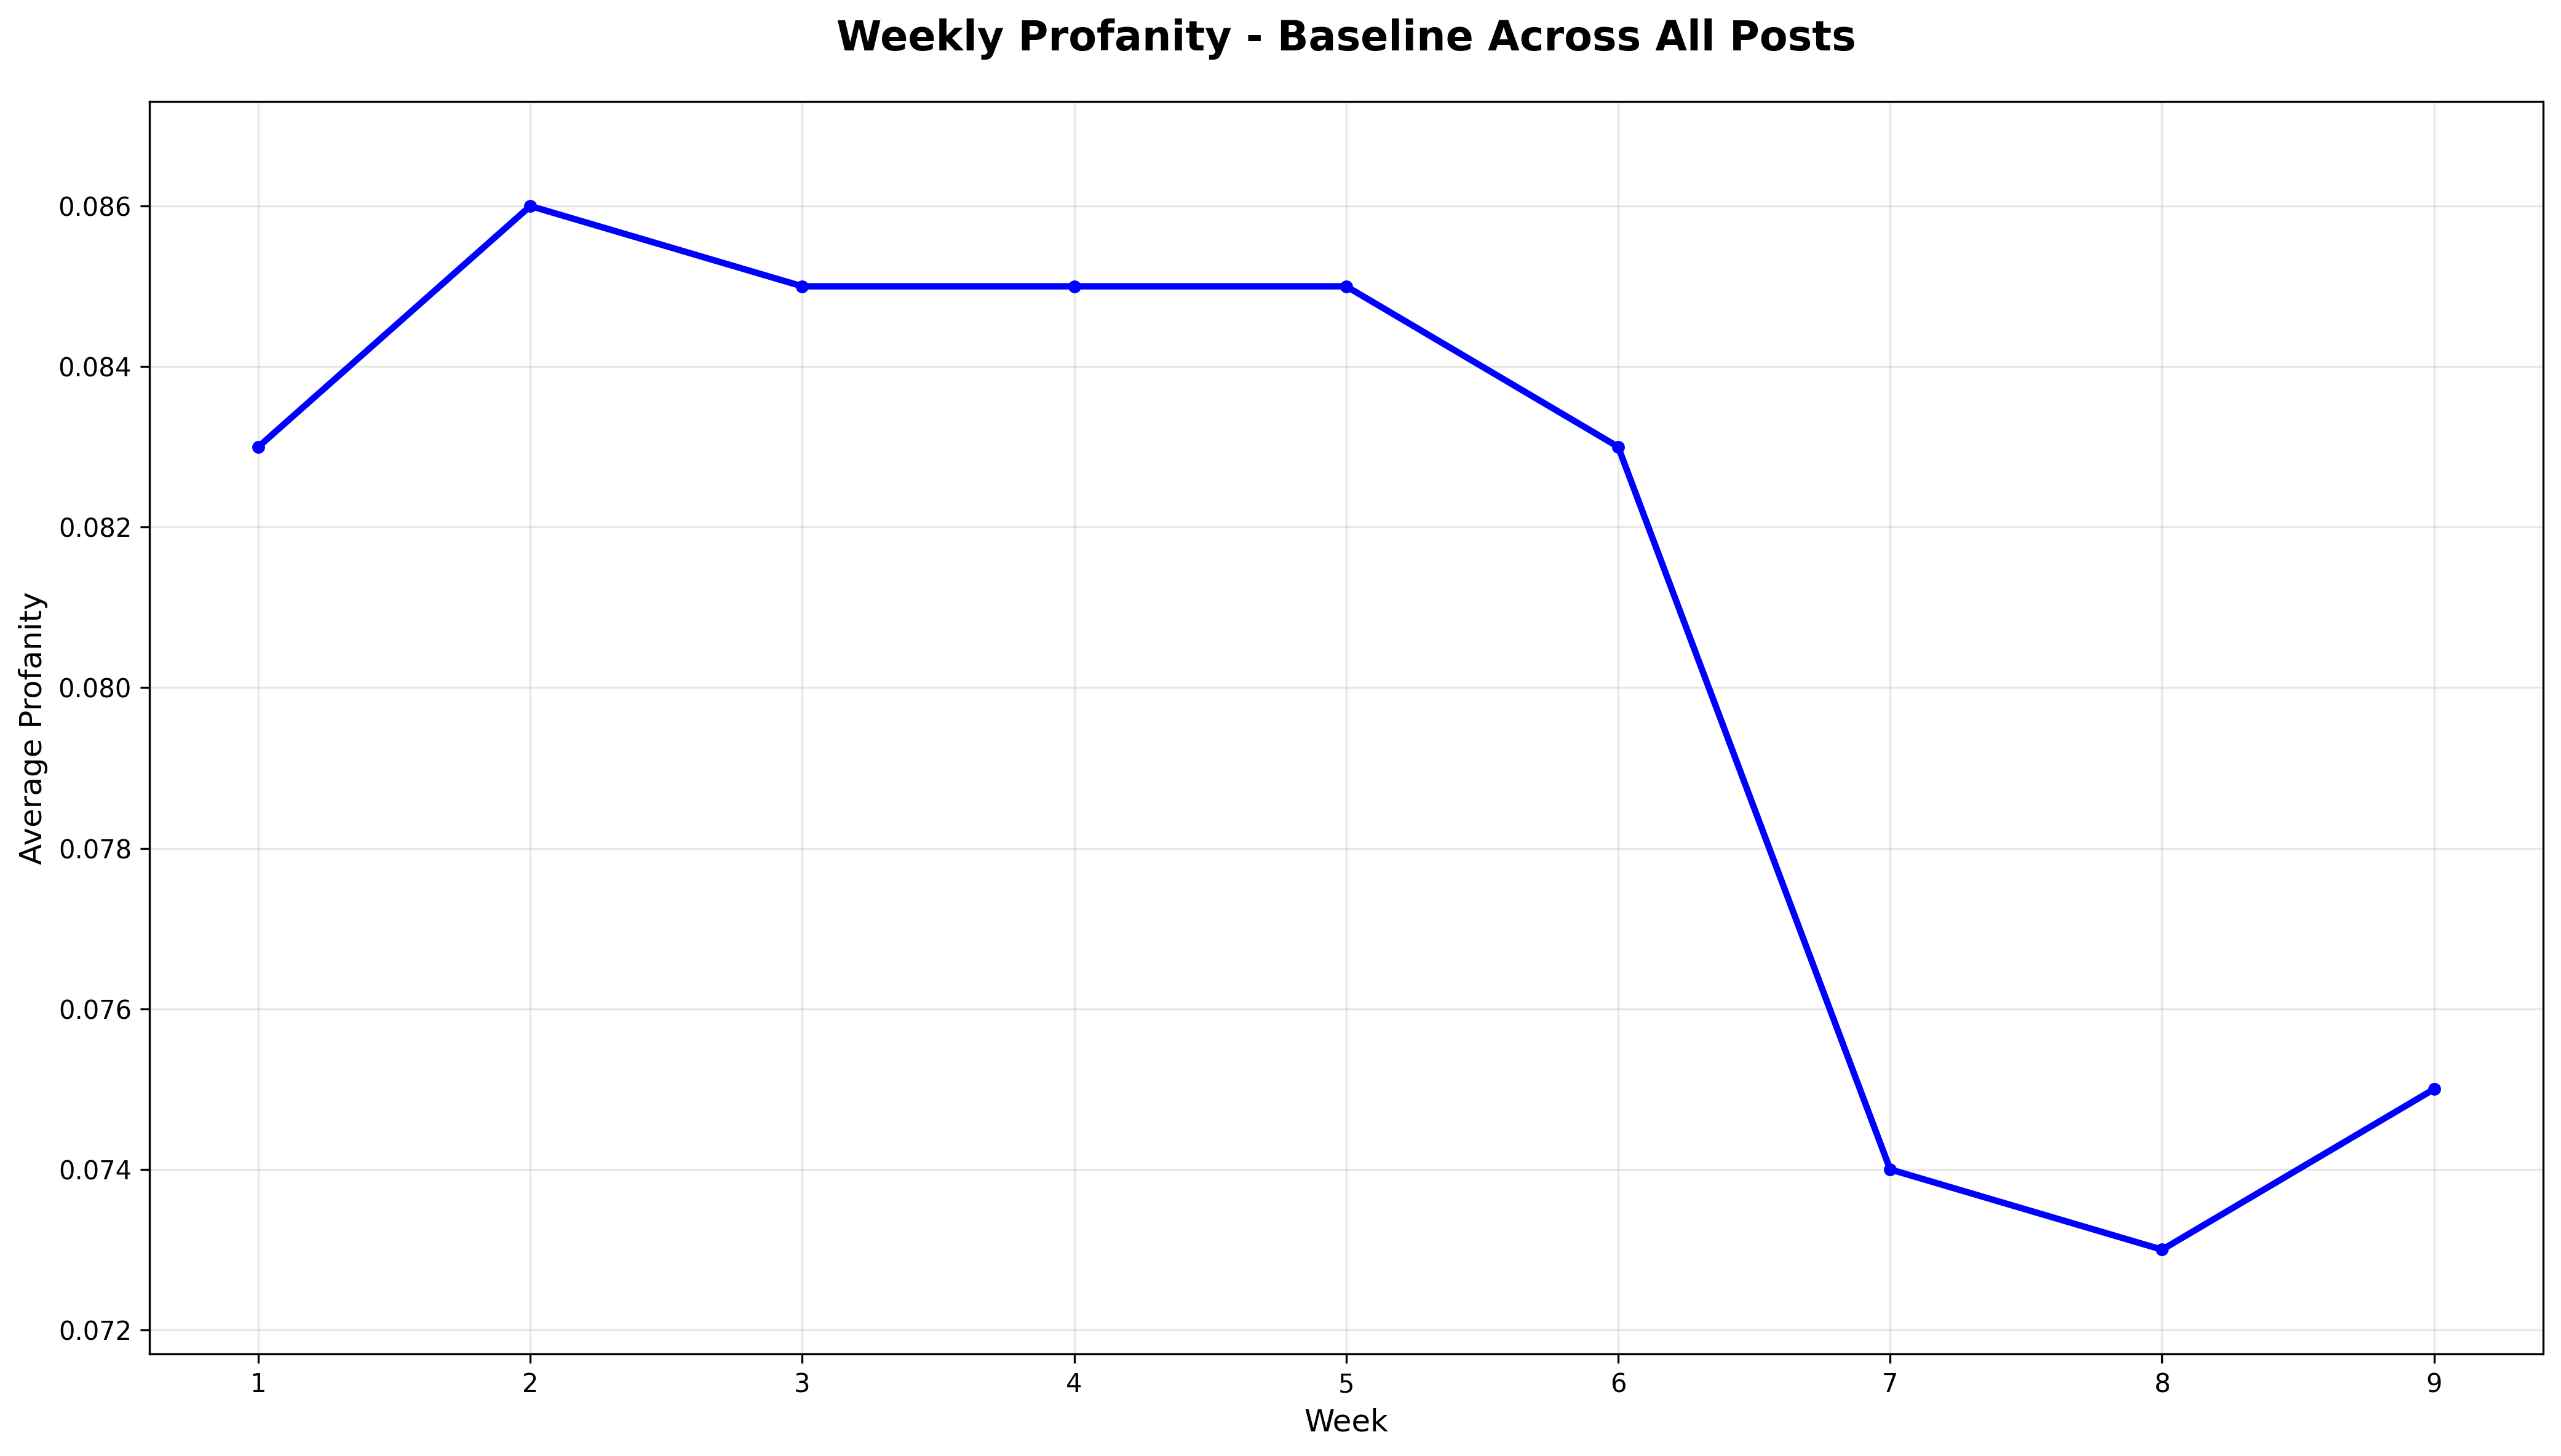 Weekly Profanity - Baseline Across All Posts
Average Profanity
0.086
0.084
0.082
0.080
0.078
0.076
0.074
0.072
1 2 3 4 5 6 7 8 9
Week